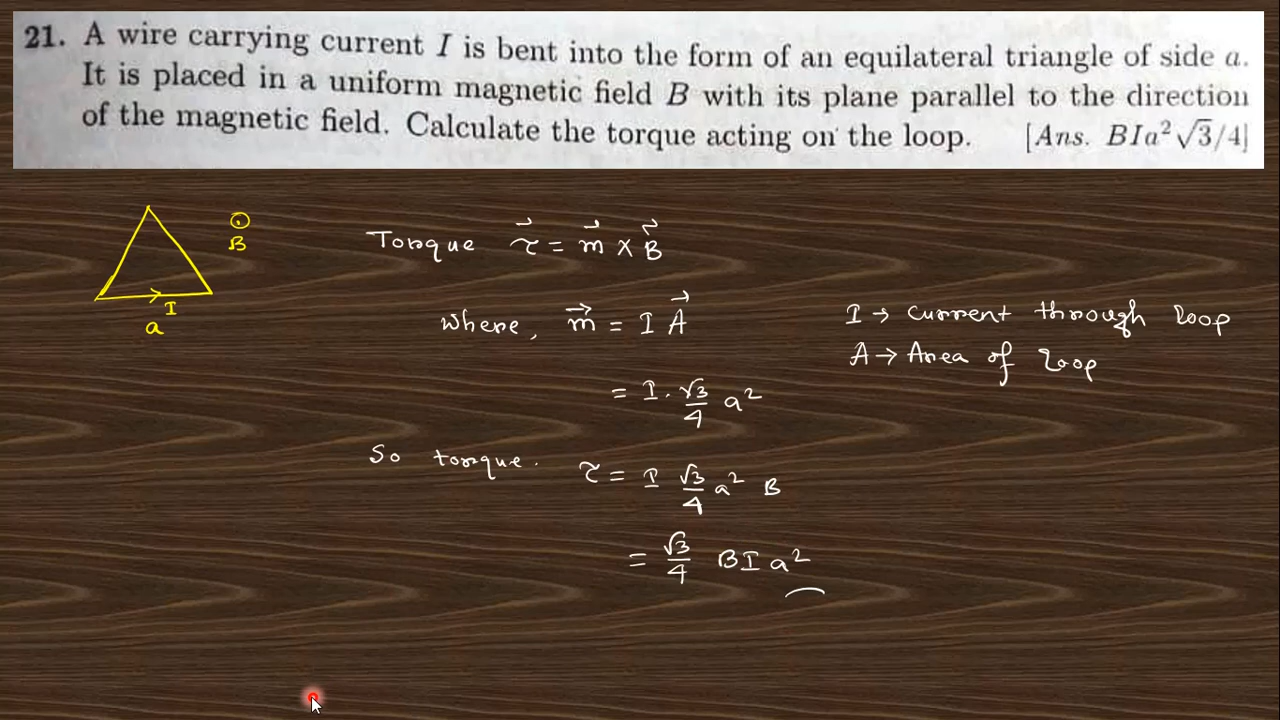 21. A wire carrying current I is bent into the form of an equilateral triangle of side a.
It is placed in a uniform magnetic field B with its plane parallel to the direction
of the magnetic field. Calculate the torque acting on the loop. [Ans. BIa²√3/4]
⊙
B
I
a
Torque τ⃗ = m⃗ × B⃗
where, m⃗ = I A⃗
I → Current through loop
A → Area of loop
= I · √3/4 a²
So torque. τ = I √3/4 a² B
= √3/4 BI a²